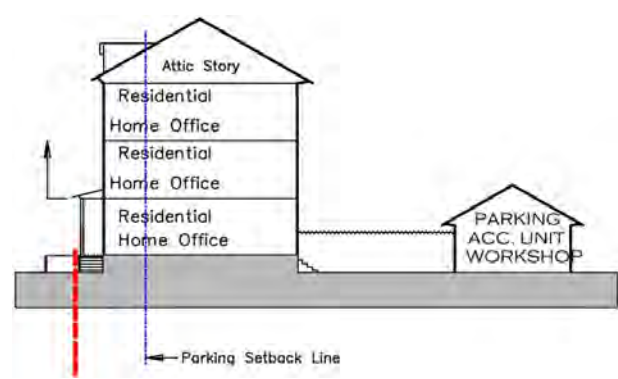 Attic Story
Residential
Home Office
Residential
Home Office
Residential
Home Office
PARKING
ACC. UNIT
WORKSHOP
Parking Setback Line